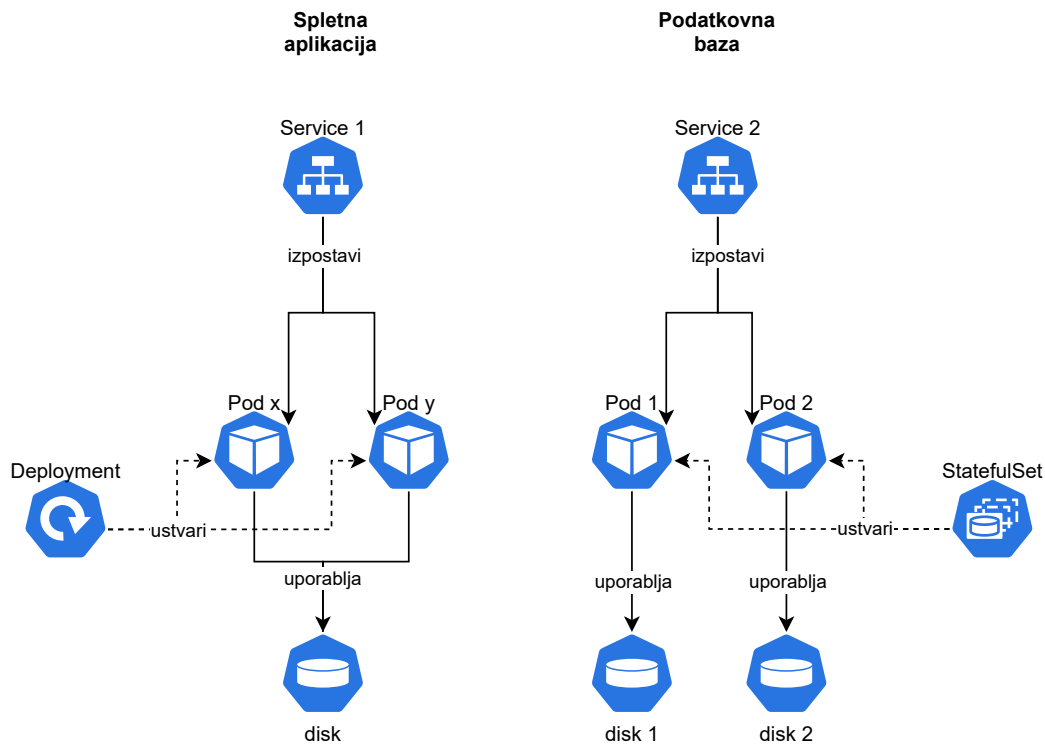 Spletna
aplikacija
Podatkovna
baza
Service 1
Service 2
izpostavi
izpostavi
Pod x
Pod y
Pod 1
Pod 2
Deployment
StatefulSet
ustvari
ustvari
uporablja
uporablja
uporablja
disk
disk 1
disk 2